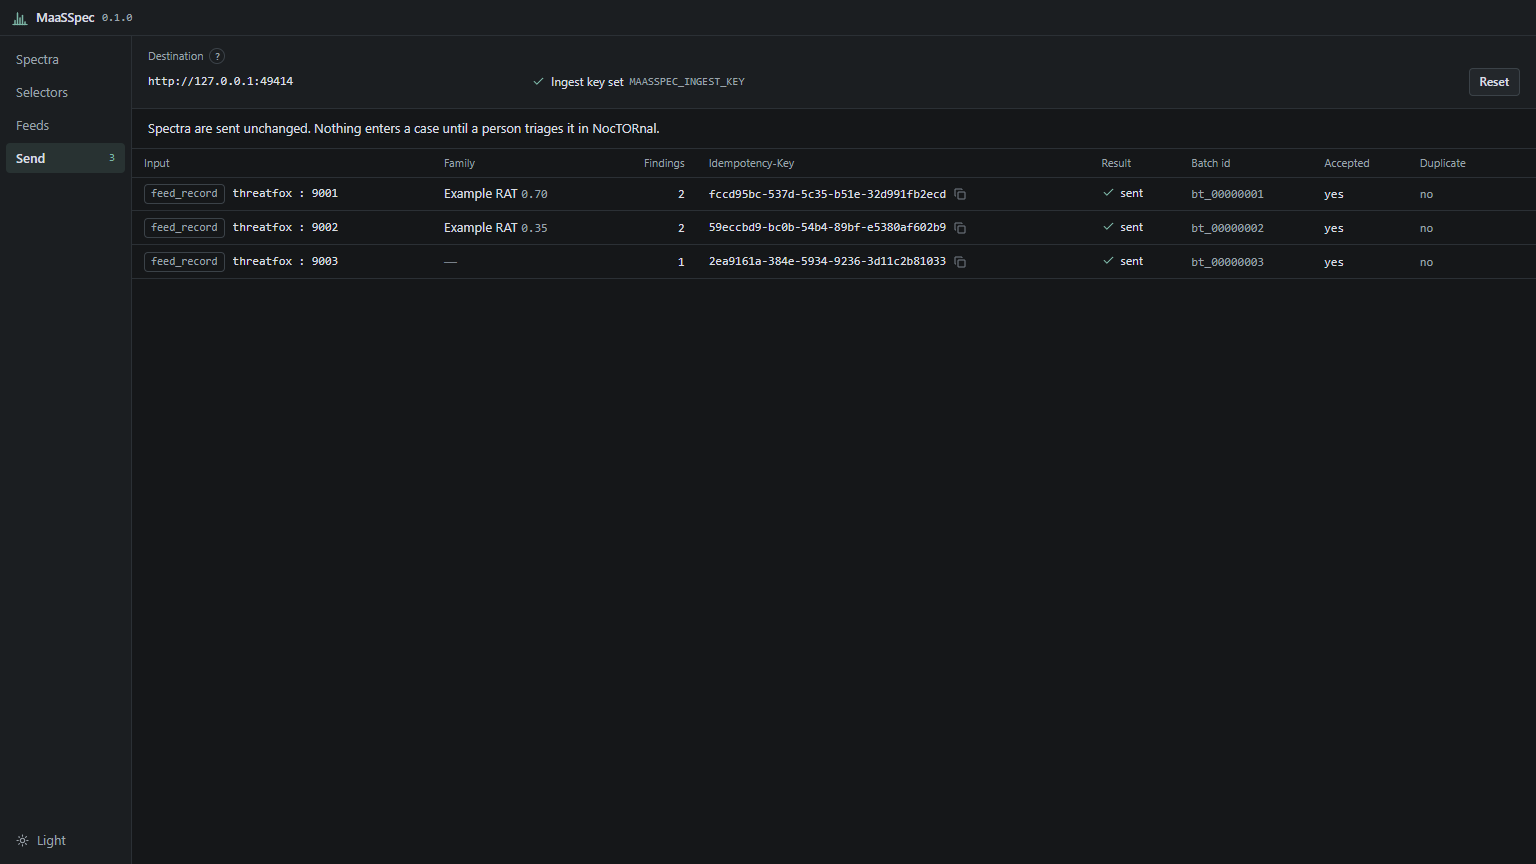 MaaSSpec 0.1.0
Spectra
Selectors
Feeds
Send 3
Light
Destination ?
http://127.0.0.1:49414
Ingest key set MAASSPEC_INGEST_KEY
Reset
Spectra are sent unchanged. Nothing enters a case until a person triages it in NocTORnal.
Input Family Findings Idempotency-Key Result Batch id Accepted Duplicate
feed_record threatfox : 9001 Example RAT 0.70 2 fccd95bc-537d-5c35-b51e-32d991fb2ecd sent bt_00000001 yes no
feed_record threatfox : 9002 Example RAT 0.35 2 59eccbd9-bc0b-54b4-89bf-e5380af602b9 sent bt_00000002 yes no
feed_record threatfox : 9003 — 1 2ea9161a-384e-5934-9236-3d11c2b81033 sent bt_00000003 yes no